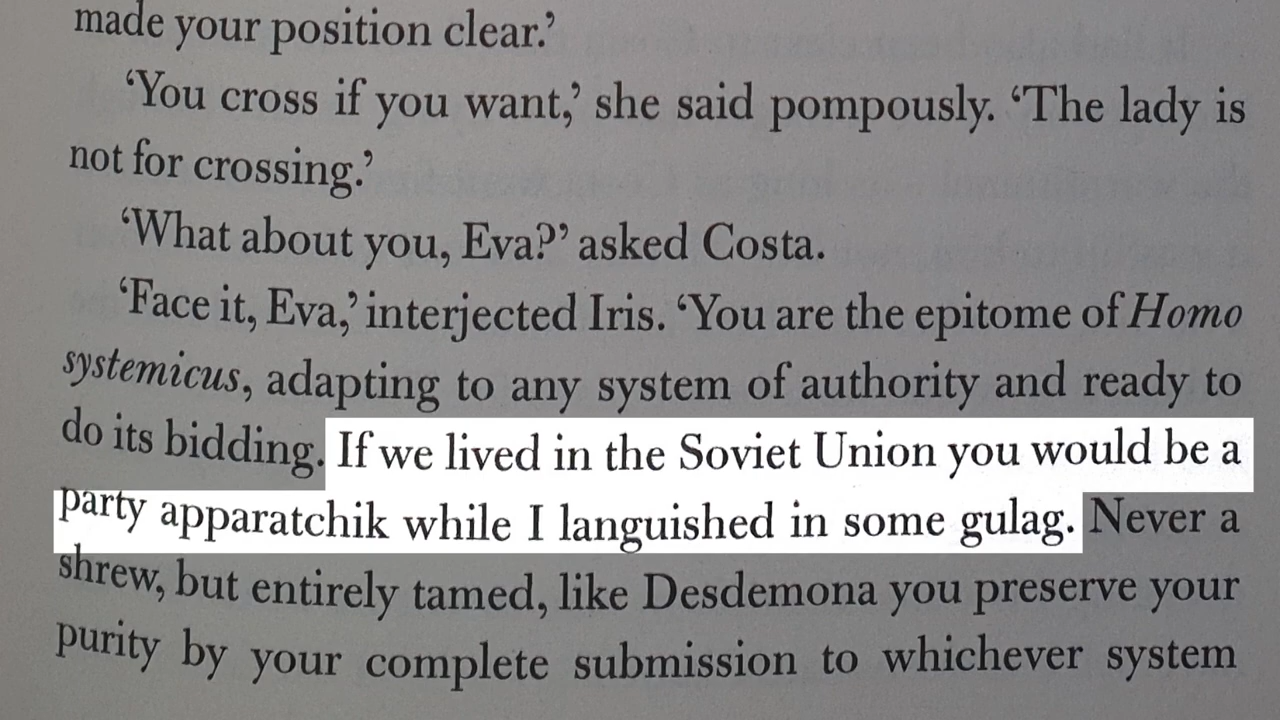 made your position clear.’
‘You cross if you want,’ she said pompously. ‘The lady is
not for crossing.’
‘What about you, Eva?’ asked Costa.
‘Face it, Eva,’ interjected Iris. ‘You are the epitome of Homo
systemicus, adapting to any system of authority and ready to
do its bidding. If we lived in the Soviet Union you would be a
party apparatchik while I languished in some gulag. Never a
shrew, but entirely tamed, like Desdemona you preserve your
purity by your complete submission to whichever system